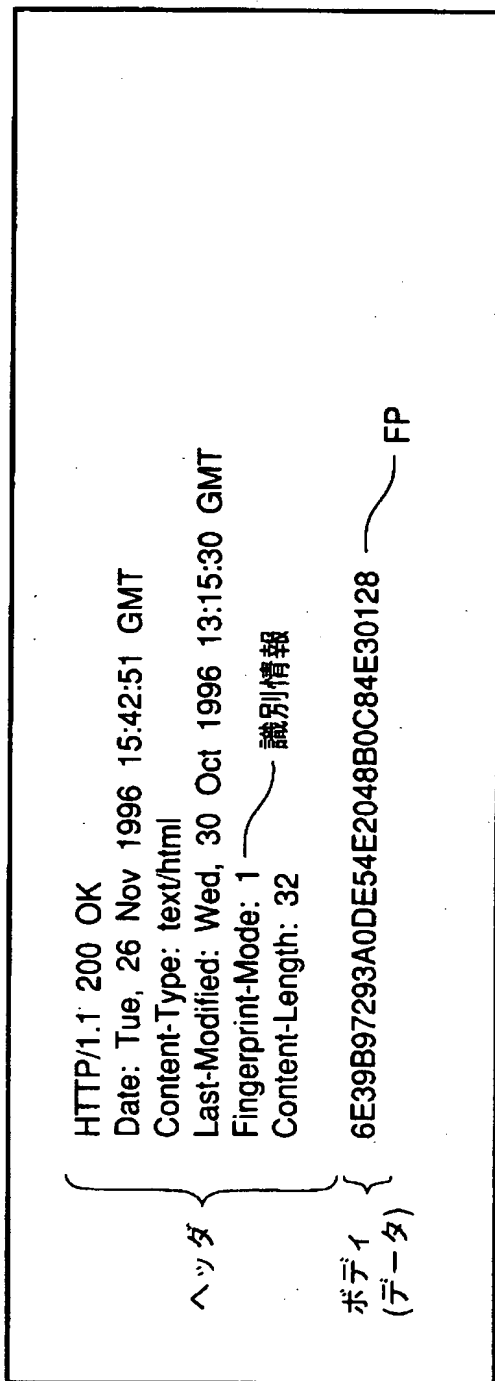 ヘッダ
HTTP/1.1 200 OK
Date: Tue, 26 Nov 1996 15:42:51 GMT
Content-Type: text/html
Last-Modified: Wed, 30 Oct 1996 13:15:30 GMT
Fingerprint-Mode: 1 識別情報
Content-Length: 32
ボディ
(データ)
6E39B97293A0DE54E2048B0C84E30128 FP